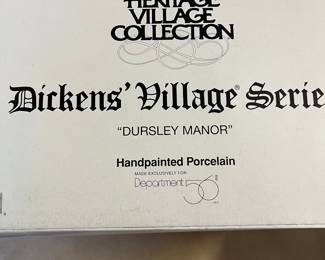 HERITAGE
VILLAGE
COLLECTION
Dickens' Village® Serie
"DURSLEY MANOR"
Handpainted Porcelain
MADE EXCLUSIVELY FOR:
Department 56®